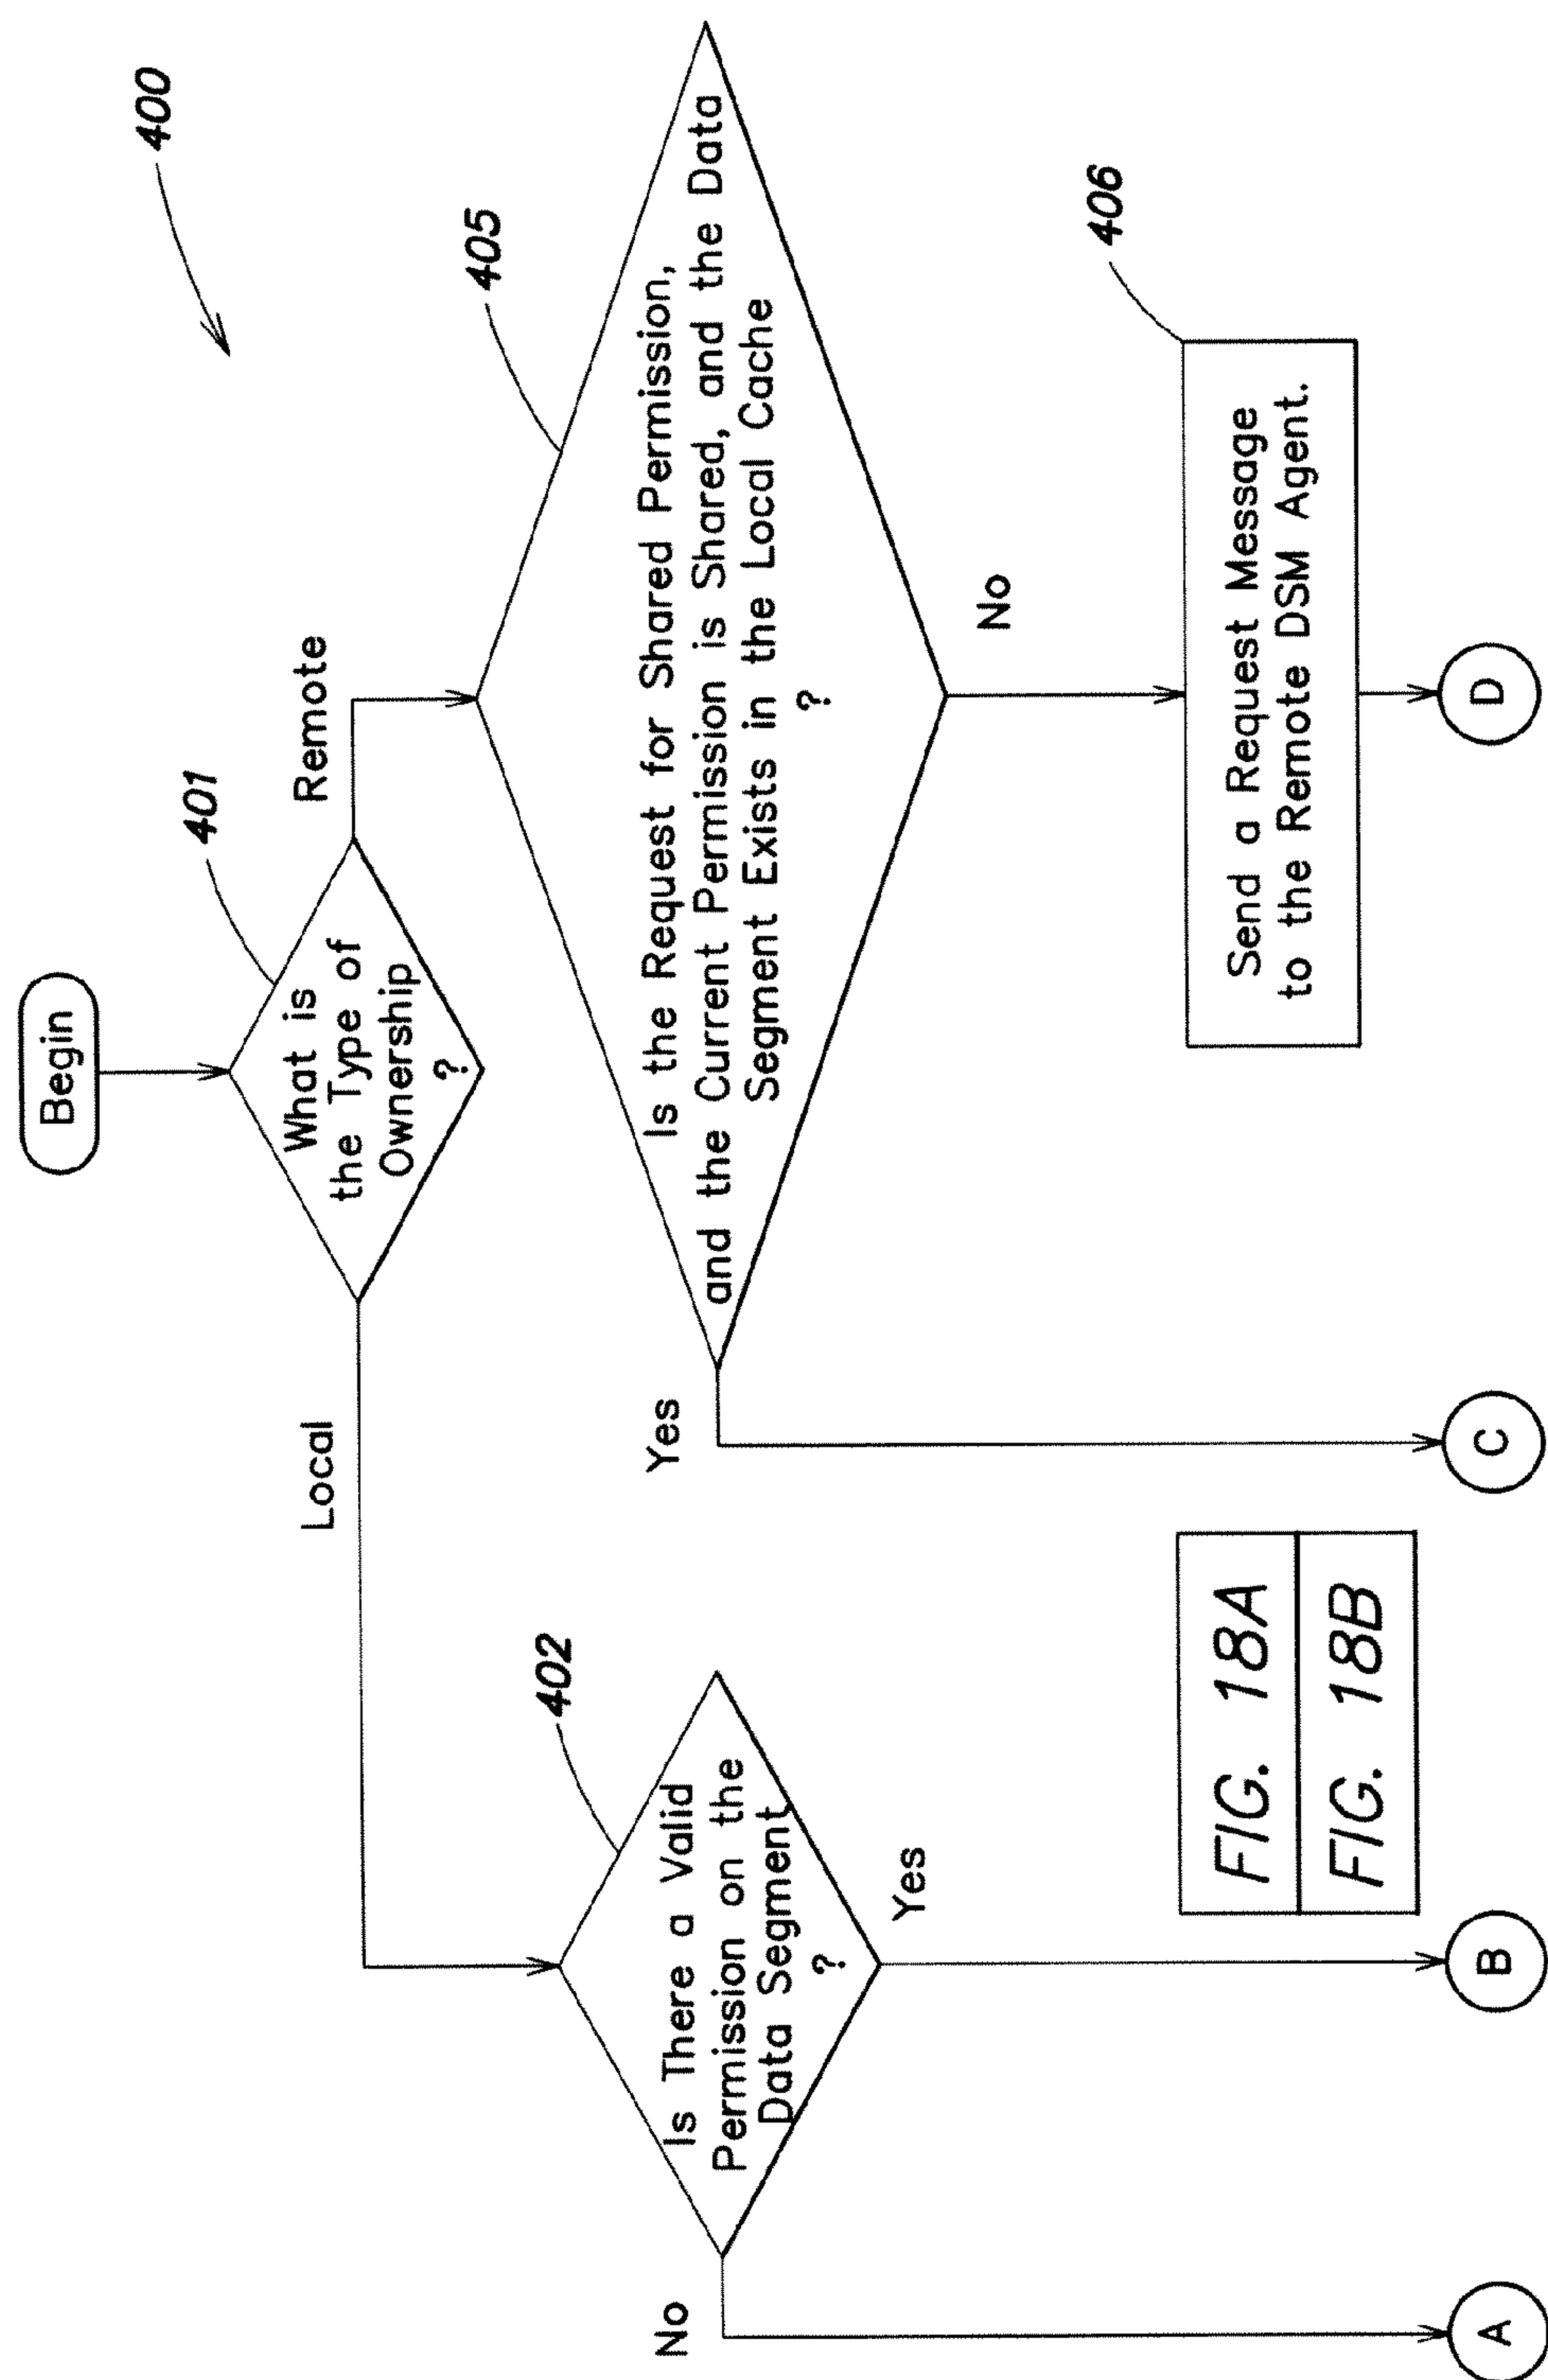 Begin
400
401
What is
the Type of
Ownership
?
Local
Remote
402
Is There a Valid
Permission on the
Data Segment
?
No
Yes
405
Is the Request for Shared Permission,
and the Current Permission is Shared, and the Data
Segment Exists in the Local Cache
?
Yes
No
406
Send a Request Message
to the Remote DSM Agent.
FIG. 18A
FIG. 18B
A
B
C
D